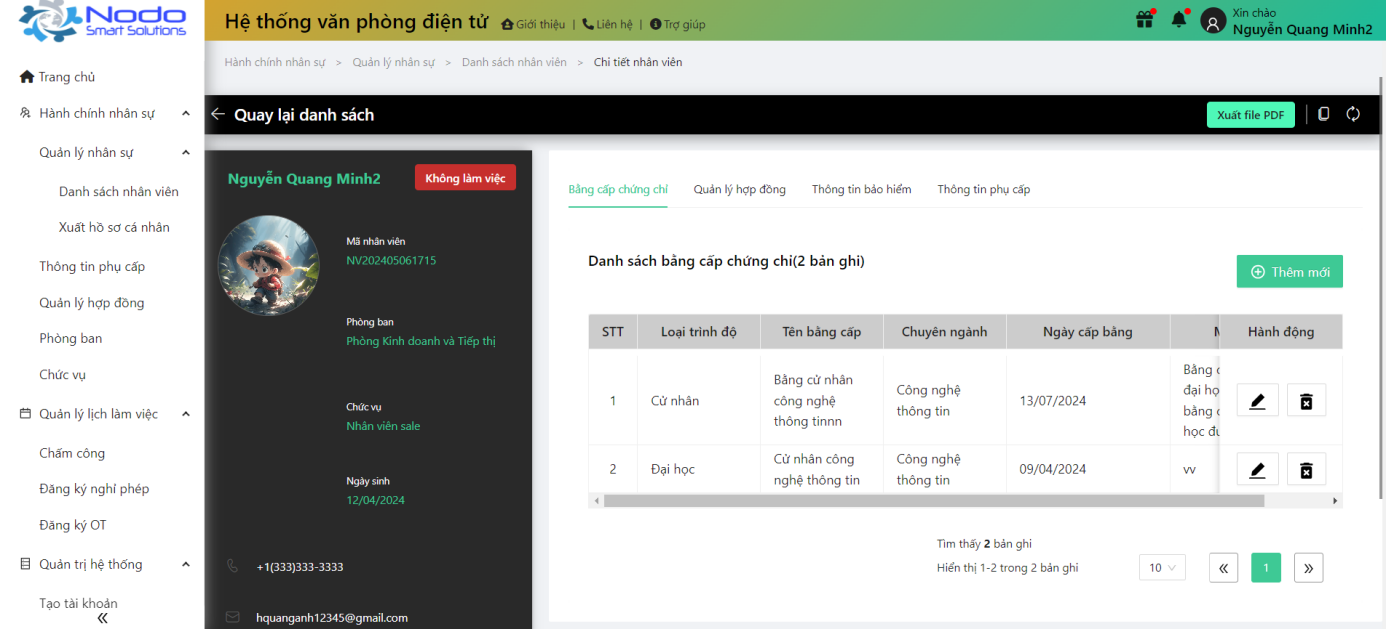 Nodo
Smart Solutions
Hệ thống văn phòng điện tử
Giới thiệu | Liên hệ | Trợ giúp
Xin chào
Nguyễn Quang Minh2
Trang chủ
Hành chính nhân sự
Quản lý nhân sự
Danh sách nhân viên
Xuất hồ sơ cá nhân
Thông tin phụ cấp
Quản lý hợp đồng
Phòng ban
Chức vụ
Quản lý lịch làm việc
Chấm công
Đăng ký nghỉ phép
Đăng ký OT
Quản trị hệ thống
Tạo tài khoản
Hành chính nhân sự > Quản lý nhân sự > Danh sách nhân viên > Chi tiết nhân viên
Quay lại danh sách
Xuất file PDF
Nguyễn Quang Minh2
Không làm việc
Mã nhân viên
NV202405061715
Phòng ban
Phòng Kinh doanh và Tiếp thị
Chức vụ
Nhân viên sale
Ngày sinh
12/04/2024
+1(333)333-3333
hquanganh12345@gmail.com
Bằng cấp chứng chỉ Quản lý hợp đồng Thông tin bảo hiểm Thông tin phụ cấp
Danh sách bằng cấp chứng chỉ(2 bản ghi)
Thêm mới
STT Loại trình độ Tên bằng cấp Chuyên ngành Ngày cấp bằng Hành động
1 Cử nhân
Bằng cử nhân
công nghệ
thông tinnn
Công nghệ
thông tin
13/07/2024
Bằng
đại
bằng
học
2 Đại học
Cử nhân công
nghệ thông tin
Công nghệ
thông tin
09/04/2024
vv
Tìm thấy 2 bản ghi
Hiển thị 1-2 trong 2 bản ghi
10
1